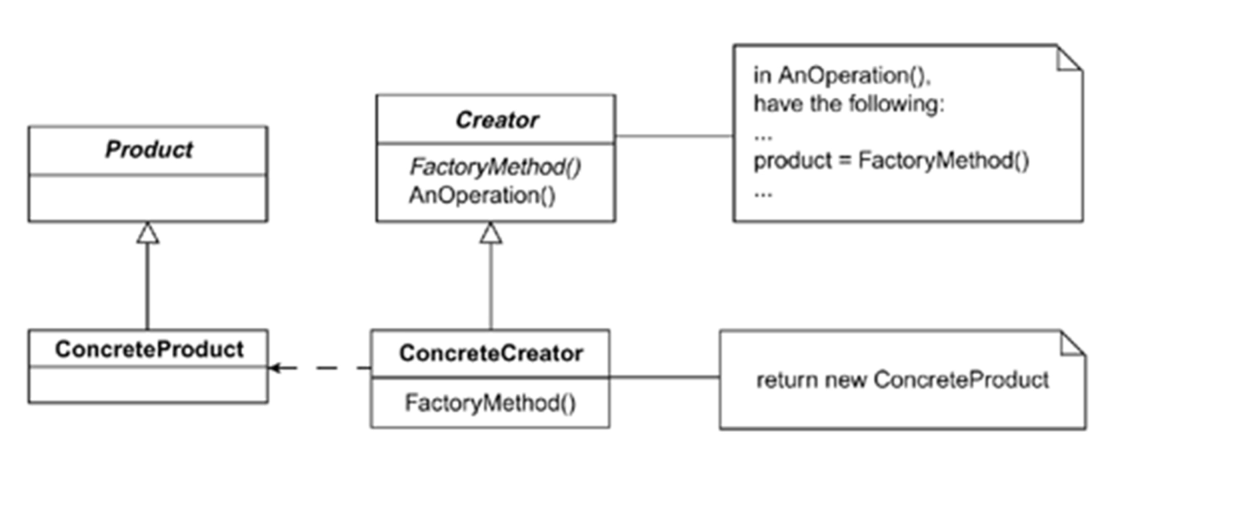 Product
Creator
FactoryMethod()
AnOperation()
in AnOperation(),
have the following:
...
product = FactoryMethod()
...
ConcreteProduct
ConcreteCreator
FactoryMethod()
return new ConcreteProduct